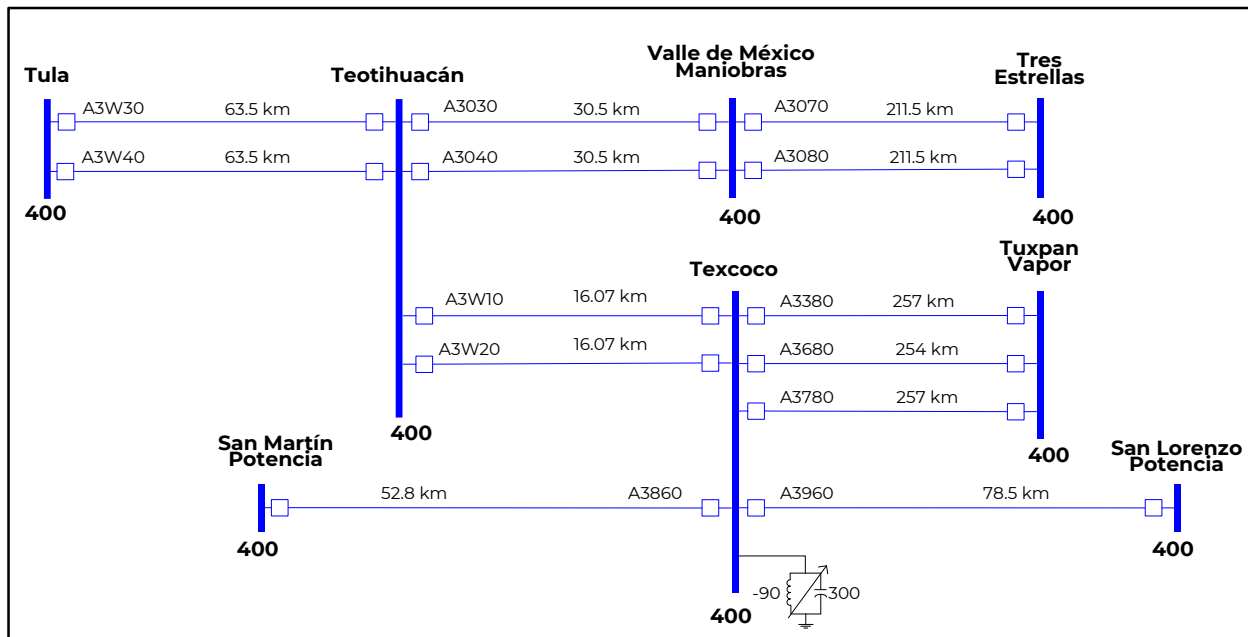 Valle de México
Maniobras
Tres
Estrellas
Tula
Teotihuacán
A3W30
63.5 km
A3030
30.5 km
A3070
211.5 km
A3W40
63.5 km
A3040
30.5 km
A3080
211.5 km
400
400
400
Tuxpan
Vapor
Texcoco
A3W10
16.07 km
A3380
257 km
A3W20
16.07 km
A3680
254 km
A3780
257 km
400
400
San Martín
Potencia
San Lorenzo
Potencia
52.8 km
A3860
A3960
78.5 km
400
400
-90
300
400